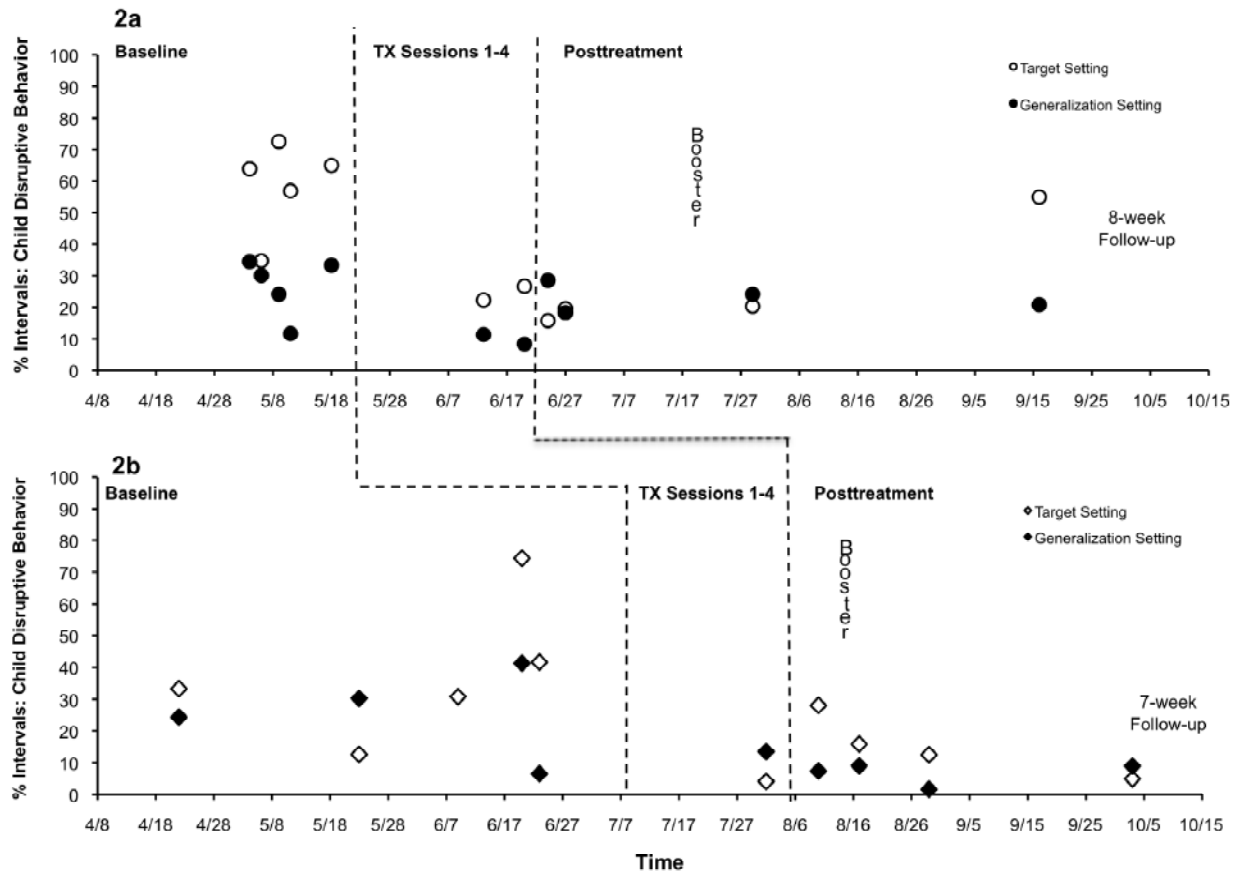 2a
Baseline
TX Sessions 1-4
Posttreatment
% Intervals: Child Disruptive Behavior
100
90
80
70
60
50
40
30
20
10
0
Target Setting
Generalization Setting
Booster
8-week
Follow-up
4/8 4/18 4/28 5/8 5/18 5/28 6/7 6/17 6/27 7/7 7/17 7/27 8/6 8/16 8/26 9/5 9/15 9/25 10/5 10/15
2b
Baseline
TX Sessions 1-4
Posttreatment
% Intervals: Child Disruptive Behavior
100
90
80
70
60
50
40
30
20
10
0
Target Setting
Generalization Setting
Booster
7-week
Follow-up
4/8 4/18 4/28 5/8 5/18 5/28 6/7 6/17 6/27 7/7 7/17 7/27 8/6 8/16 8/26 9/5 9/15 9/25 10/5 10/15
Time